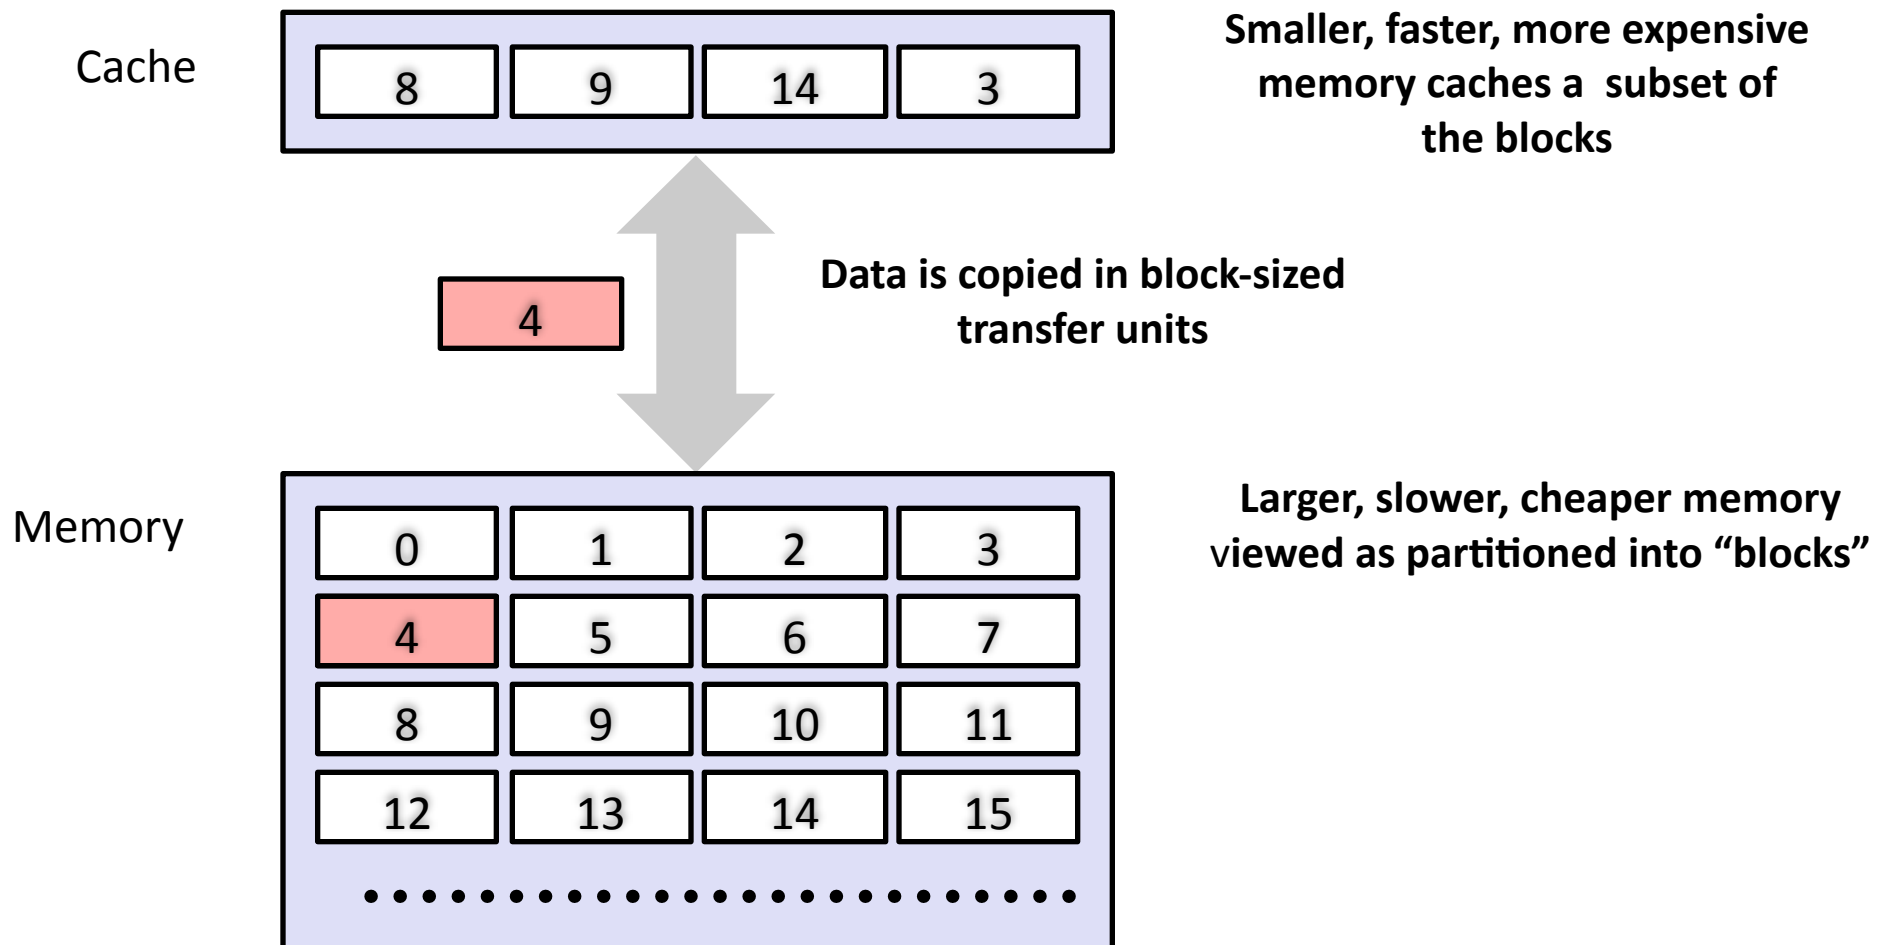 Cache
8 9 14 3
Smaller, faster, more expensive
memory caches a subset of
the blocks
4
Data is copied in block-sized
transfer units
Memory
0 1 2 3
4 5 6 7
8 9 10 11
12 13 14 15
Larger, slower, cheaper memory
viewed as partitioned into “blocks”